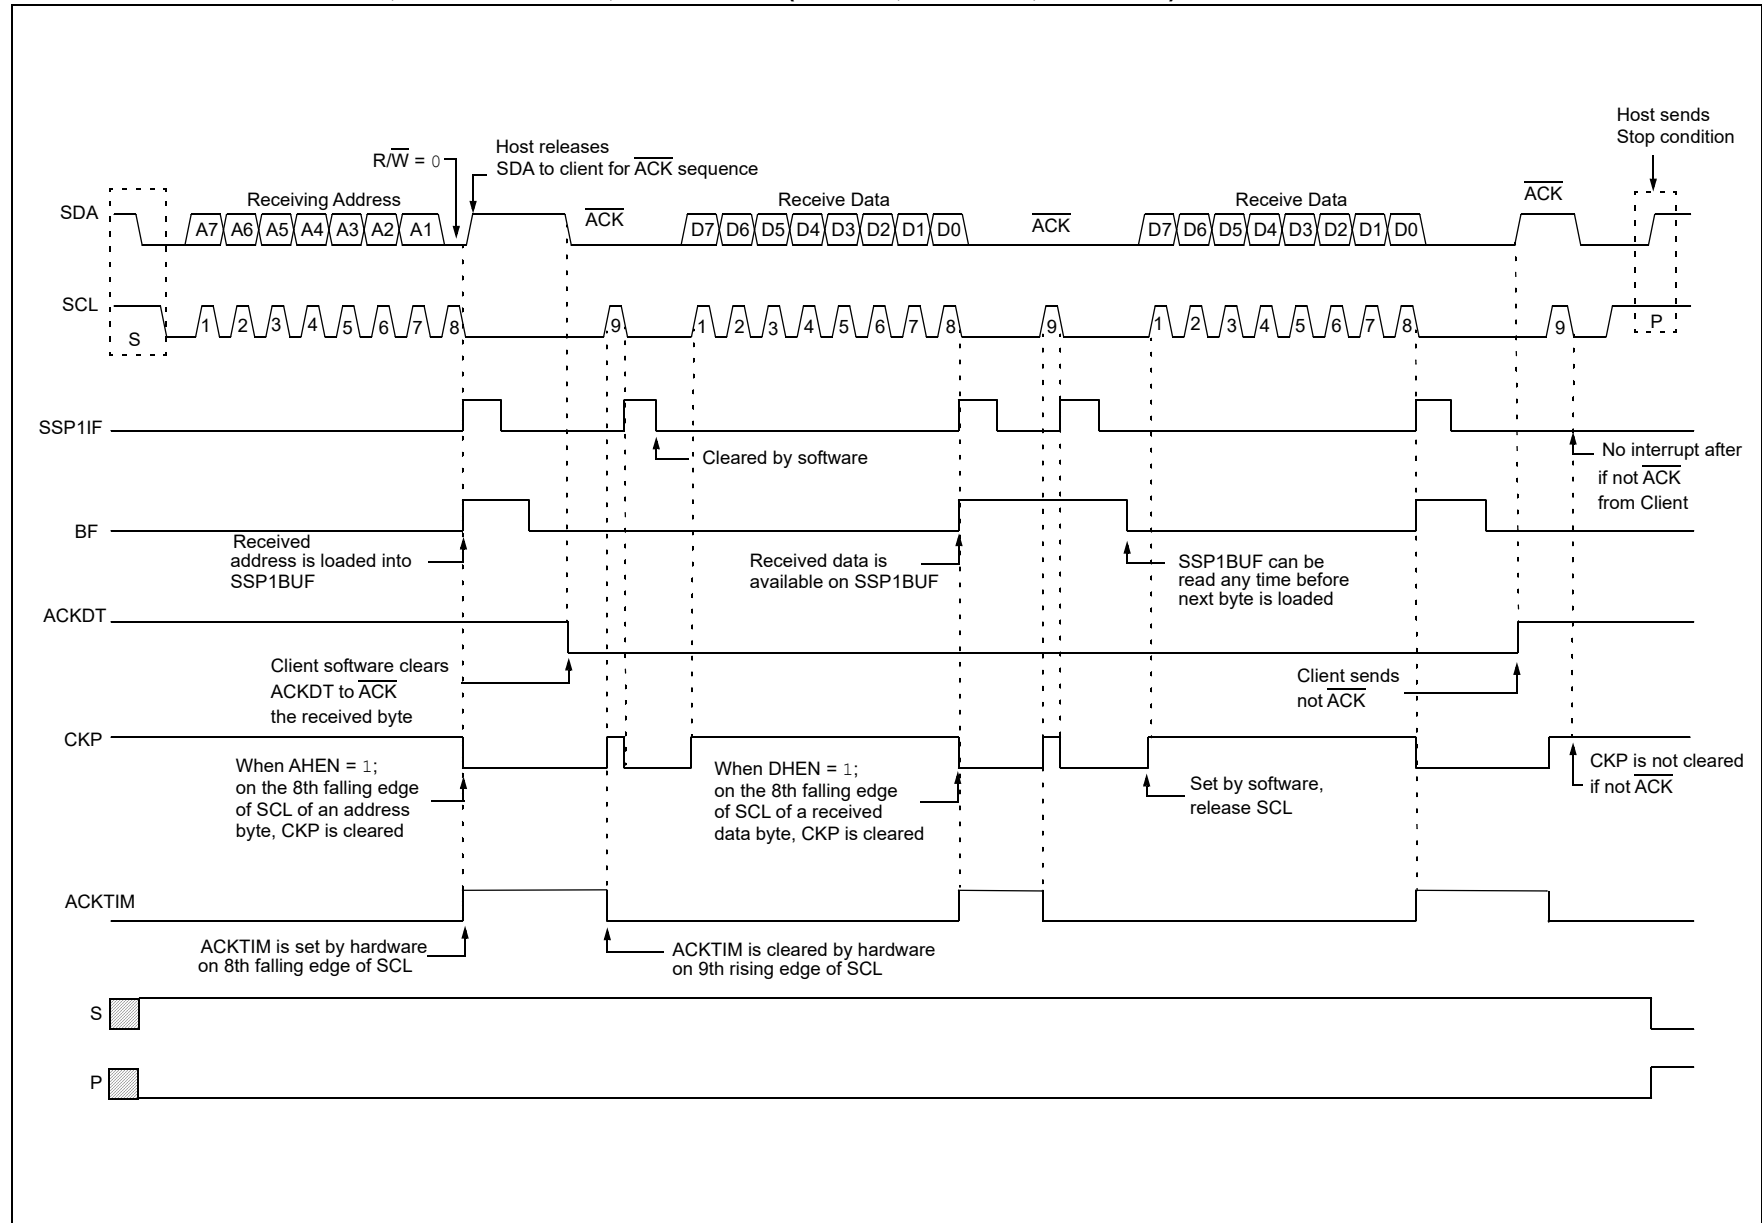 Host sends
Stop condition
Host releases
SDA to client for ACK sequence
R/W = 0
SDA
Receiving Address
A7 A6 A5 A4 A3 A2 A1
ACK
Receive Data
D7 D6 D5 D4 D3 D2 D1 D0
ACK
Receive Data
D7 D6 D5 D4 D3 D2 D1 D0
ACK
SCL
S
1 2 3 4 5 6 7 8 9
1 2 3 4 5 6 7 8 9
1 2 3 4 5 6 7 8 9
P
SSP1IF
Cleared by software
No interrupt after
if not ACK
from Client
BF
Received
address is loaded into
SSP1BUF
Received data is
available on SSP1BUF
SSP1BUF can be
read any time before
next byte is loaded
ACKDT
Client software clears
ACKDT to ACK
the received byte
Client sends
not ACK
CKP
When AHEN = 1;
on the 8th falling edge
of SCL of an address
byte, CKP is cleared
When DHEN = 1;
on the 8th falling edge
of SCL of a received
data byte, CKP is cleared
Set by software,
release SCL
CKP is not cleared
if not ACK
ACKTIM
ACKTIM is set by hardware
on 8th falling edge of SCL
ACKTIM is cleared by hardware
on 9th rising edge of SCL
S
P